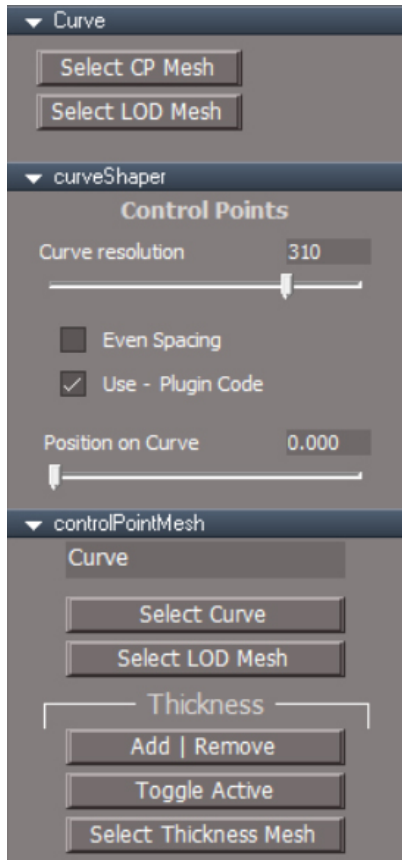 Curve
Select CP Mesh
Select LOD Mesh
curveShaper
Control Points
Curve resolution 310
Even Spacing
Use - Plugin Code
Position on Curve 0.000
controlPointMesh
Curve
Select Curve
Select LOD Mesh
Thickness
Add | Remove
Toggle Active
Select Thickness Mesh